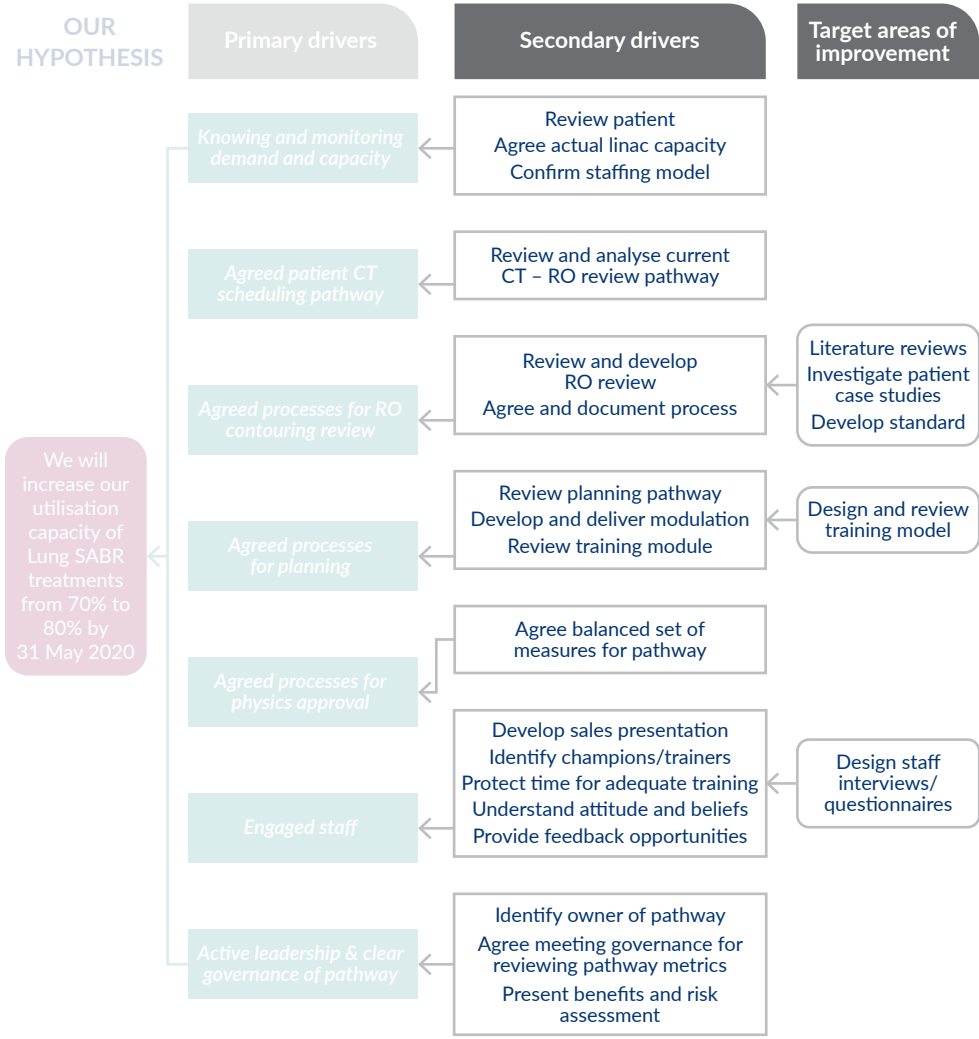 OUR
HYPOTHESIS
Primary drivers
Secondary drivers
Target areas of
improvement
We will
increase our
utilisation
capacity of
Lung SABR
treatments
from 70% to
80% by
31 May 2020
Knowing and monitoring
demand and capacity
Review patient
Agree actual linac capacity
Confirm staffing model
Agreed patient CT
scheduling pathway
Review and analyse current
CT – RO review pathway
Agreed processes for RO
contouring review
Review and develop
RO review
Agree and document process
Literature reviews
Investigate patient
case studies
Develop standard
Agreed processes
for planning
Review planning pathway
Develop and deliver modulation
Review training module
Design and review
training model
Agreed processes for
physics approval
Agree balanced set of
measures for pathway
Engaged staff
Develop sales presentation
Identify champions/trainers
Protect time for adequate training
Understand attitude and beliefs
Provide feedback opportunities
Design staff
interviews/
questionnaires
Active leadership & clear
governance of pathway
Identify owner of pathway
Agree meeting governance for
reviewing pathway metrics
Present benefits and risk
assessment